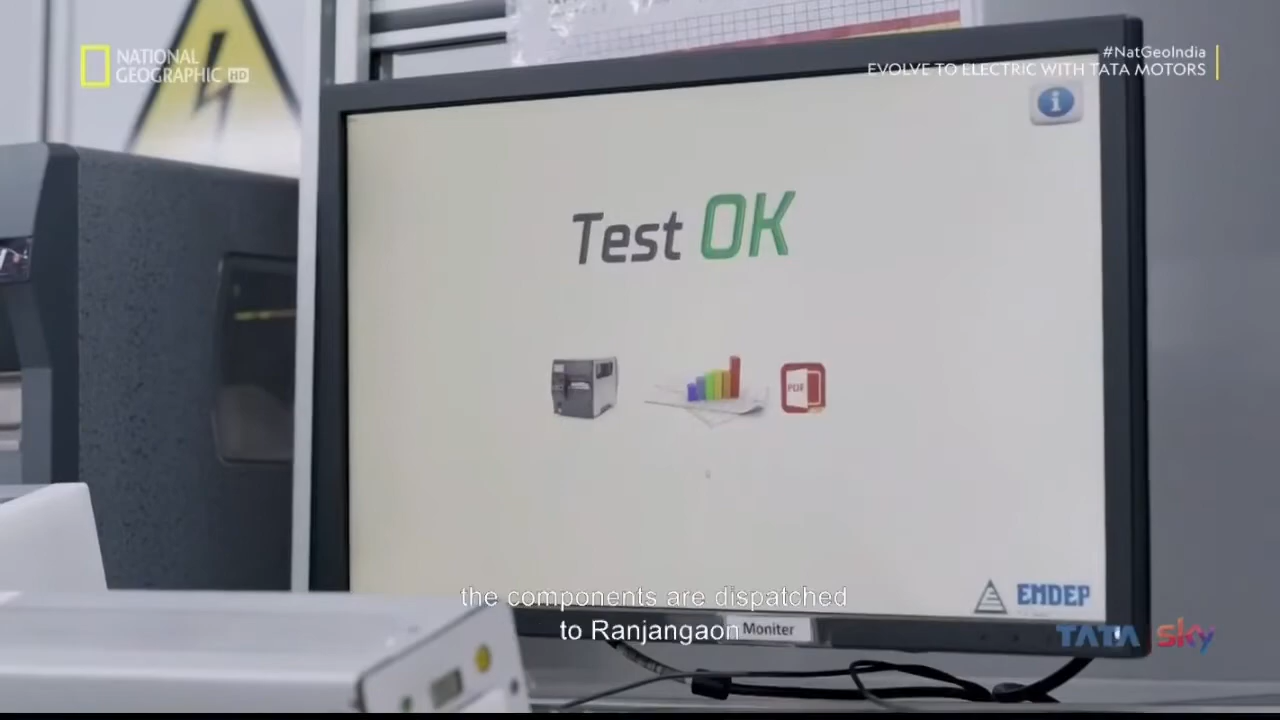 NATIONAL
GEOGRAPHIC HD
#NatGeoIndia
EVOLVE TO ELECTRIC WITH TATA MOTORS
i
Test OK
PDF
EMDEP
the components are dispatched
to Ranjangaon
Moniter
TATA sky